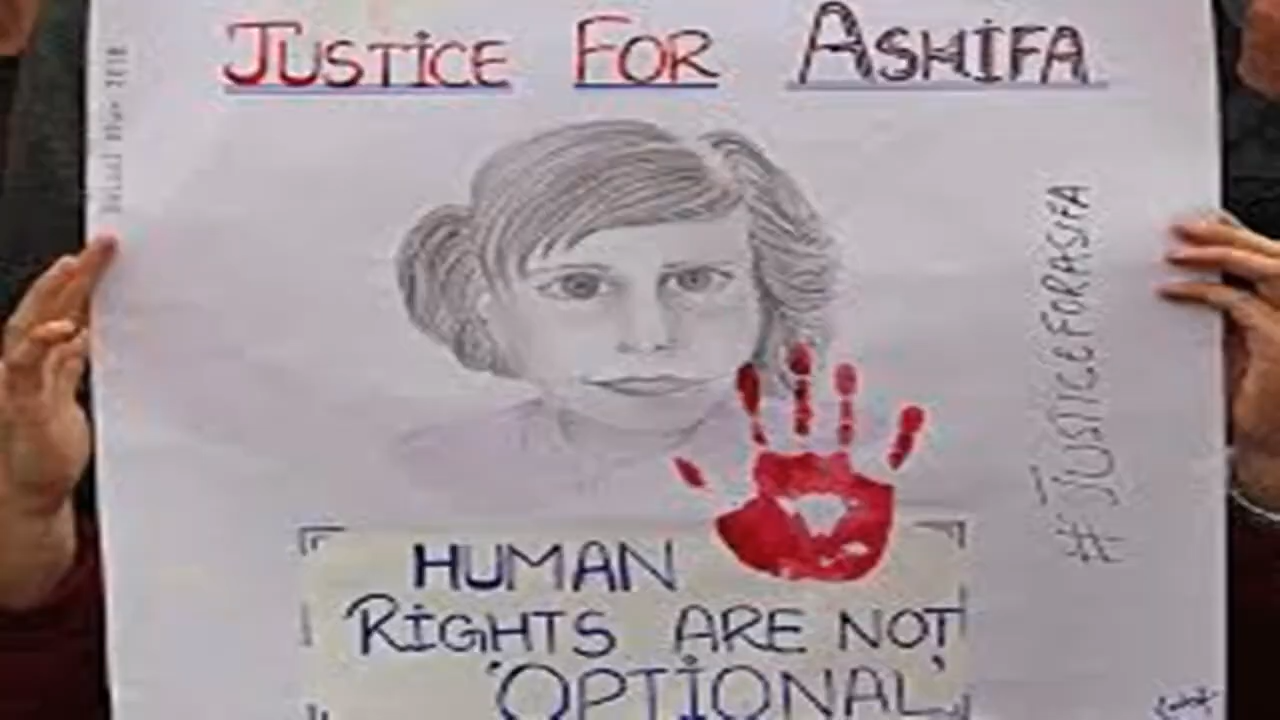 JUSTICE FOR ASHIFA
#JUSTICEFORASIFA
HUMAN
RIGHTS ARE NOT
'OPTIONAL'